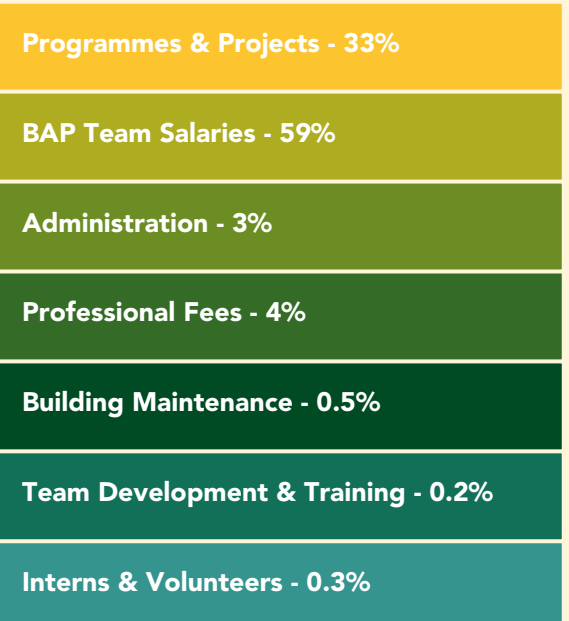 Programmes & Projects - 33%
BAP Team Salaries - 59%
Administration - 3%
Professional Fees - 4%
Building Maintenance - 0.5%
Team Development & Training - 0.2%
Interns & Volunteers - 0.3%